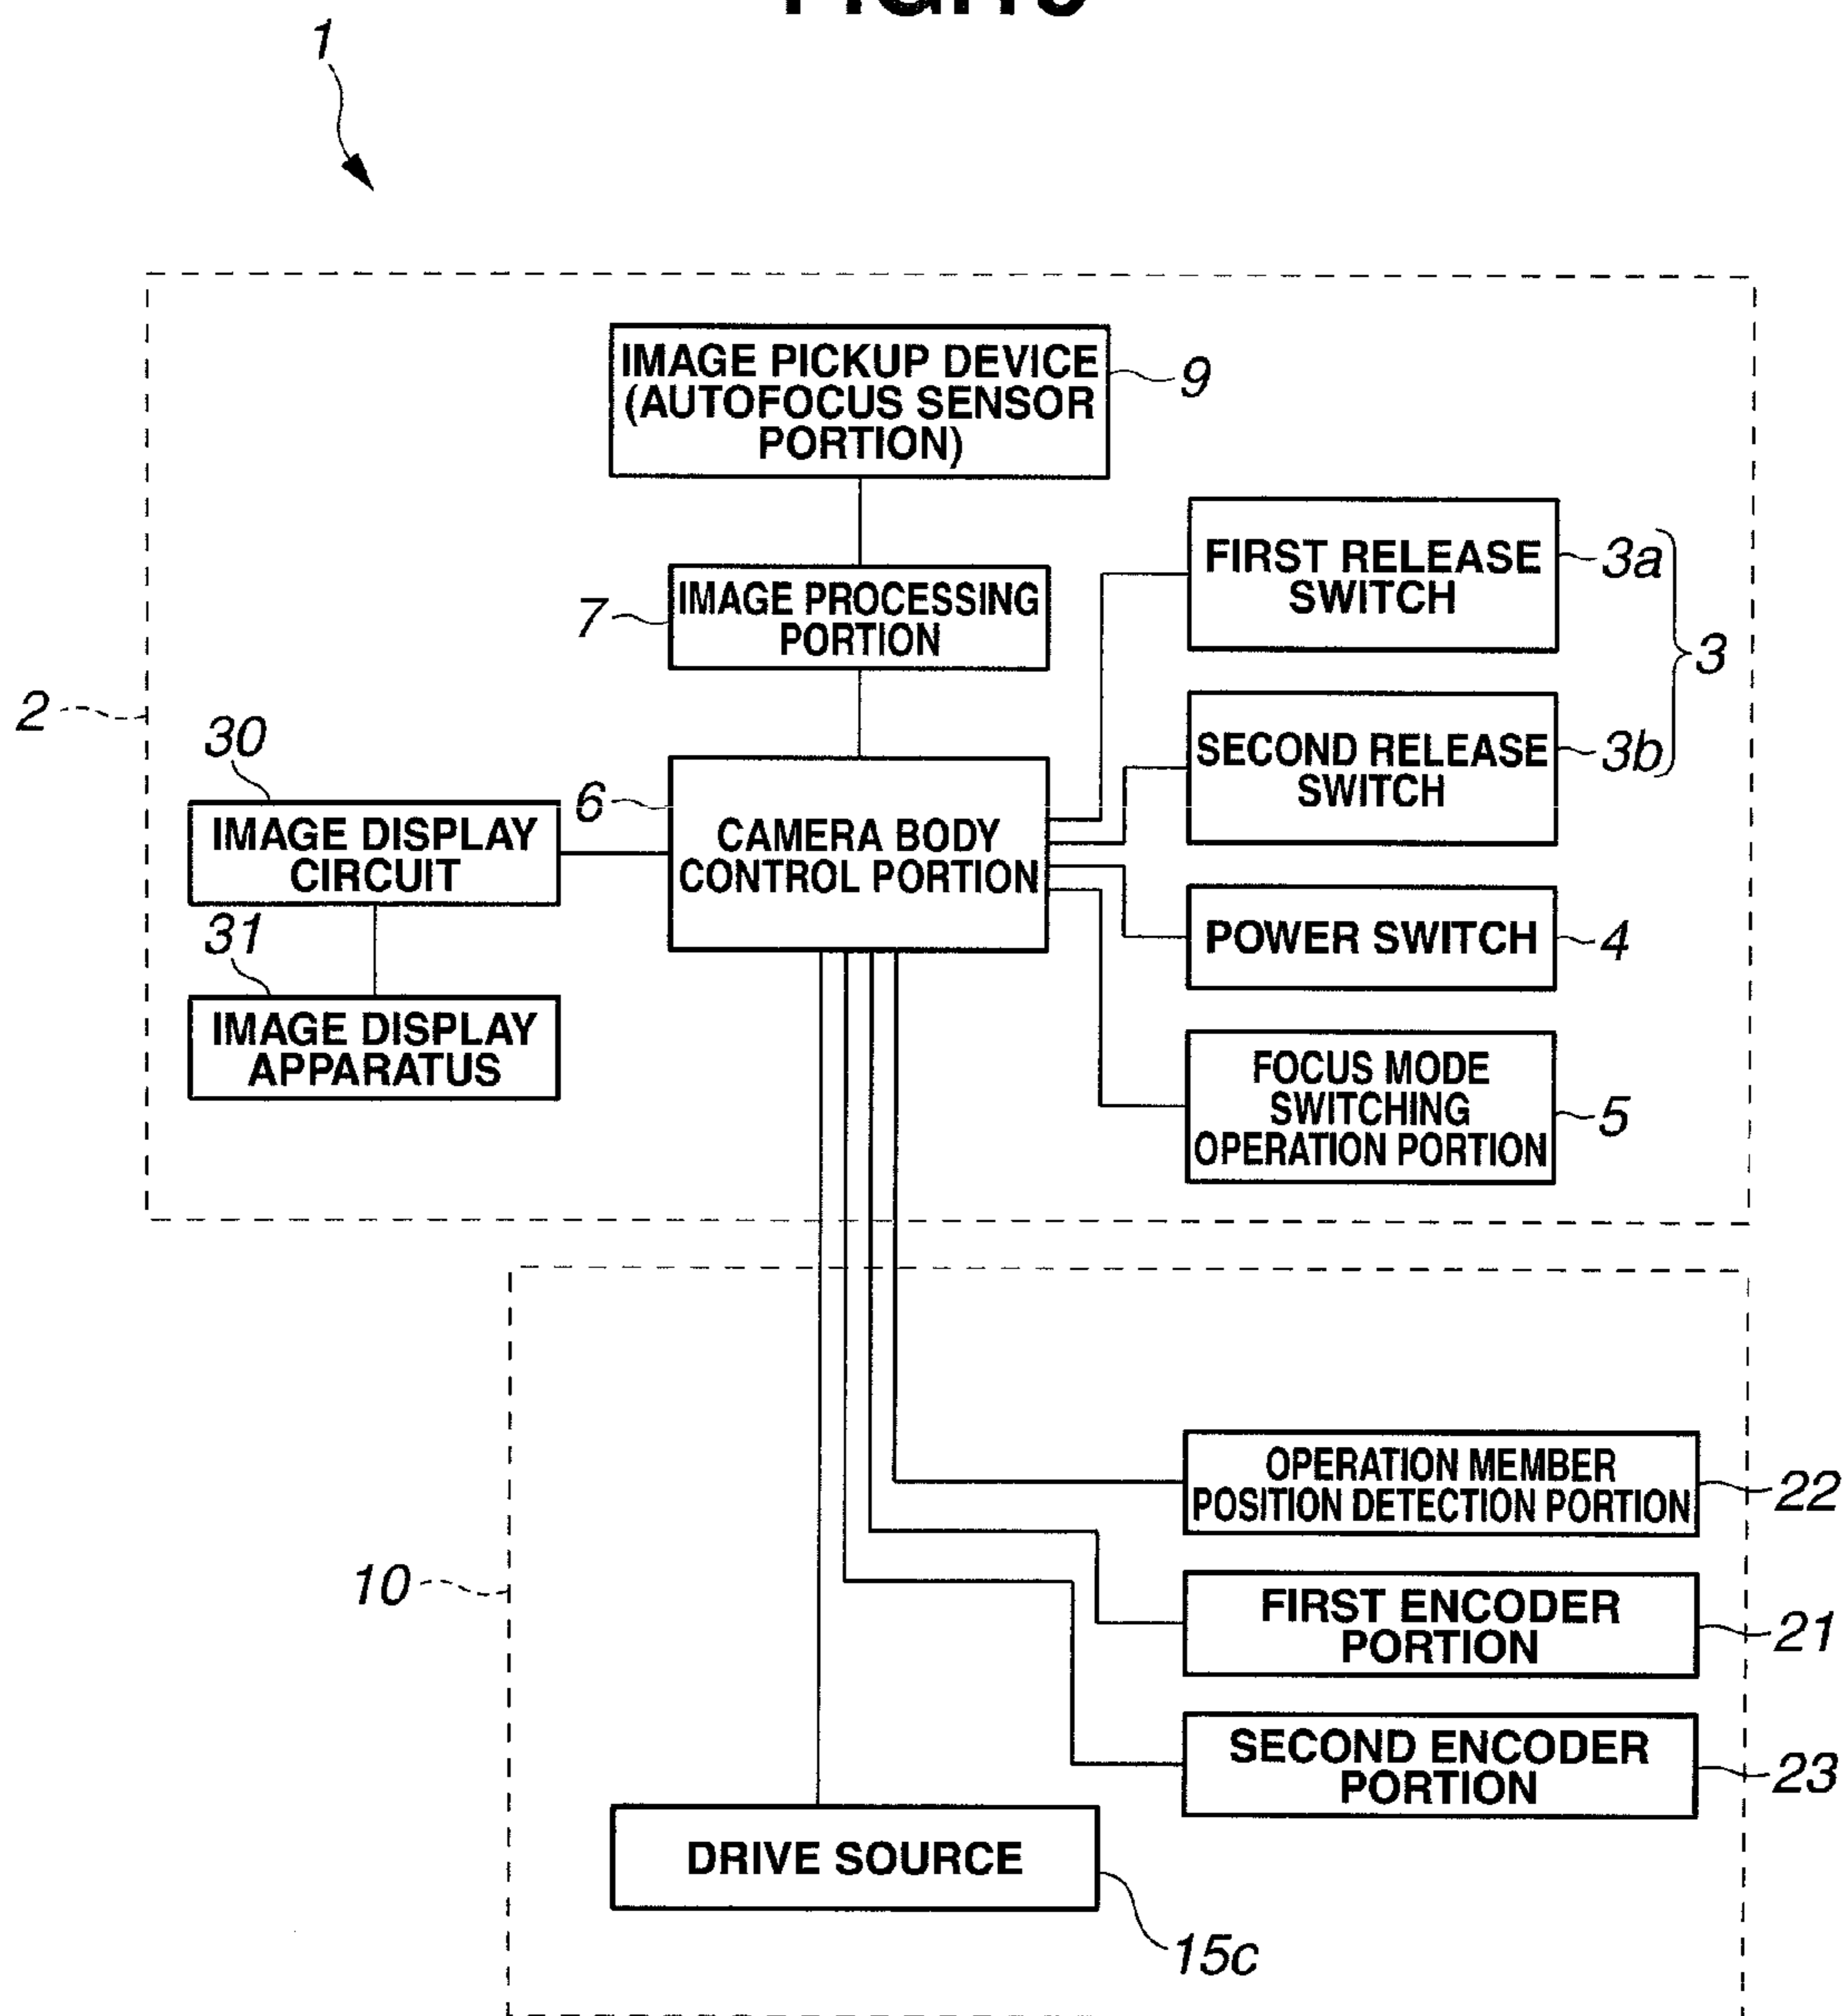 1
IMAGE PICKUP DEVICE
(AUTOFOCUS SENSOR
PORTION)
9
FIRST RELEASE
SWITCH
3a
7
IMAGE PROCESSING
PORTION
3
2
SECOND RELEASE
SWITCH
3b
30
IMAGE DISPLAY
CIRCUIT
6
CAMERA BODY
CONTROL PORTION
POWER SWITCH
4
31
IMAGE DISPLAY
APPARATUS
FOCUS MODE
SWITCHING
OPERATION PORTION
5
OPERATION MEMBER
POSITION DETECTION PORTION
22
10
FIRST ENCODER
PORTION
21
SECOND ENCODER
PORTION
23
DRIVE SOURCE
15c